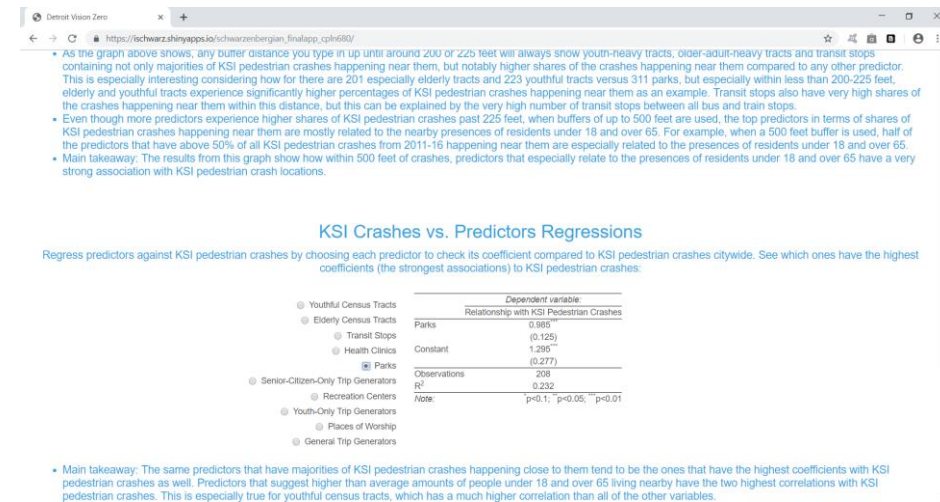 Detroit Vision Zero
https://ischwarz.shinyapps.io/schwarzenbergian_finalapp_cpln680/
As the graph above shows, any buffer distance you type in up until around 200 or 225 feet will always show youth-heavy tracts, older-adult-heavy tracts and transit stops
containing not only majorities of KSI pedestrian crashes happening near them, but notably higher shares of the crashes happening near them compared to any other predictor.
This is especially interesting considering how for there are 201 especially elderly tracts and 223 youthful tracts versus 311 parks, but especially within less than 200-225 feet,
elderly and youthful tracts experience significantly higher percentages of KSI pedestrian crashes happening near them as an example. Transit stops also have very high shares of
the crashes happening near them within this distance, but this can be explained by the very high number of transit stops between all bus and train stops.
Even though more predictors experience higher shares of KSI pedestrian crashes past 225 feet, when buffers of up to 500 feet are used, the top predictors in terms of shares of
KSI pedestrian crashes happening near them are mostly related to the nearby presences of residents under 18 and over 65. For example, when a 500 feet buffer is used, half of
the predictors that have above 50% of all KSI pedestrian crashes from 2011-16 happening near them are especially related to the presences of residents under 18 and over 65.
Main takeaway: The results from this graph show how within 500 feet of crashes, predictors that especially relate to the presences of residents under 18 and over 65 have a very
strong association with KSI pedestrian crash locations.
KSI Crashes vs. Predictors Regressions
Regress predictors against KSI pedestrian crashes by choosing each predictor to check its coefficient compared to KSI pedestrian crashes citywide. See which ones have the highest
coefficients (the strongest associations) to KSI pedestrian crashes:
Youthful Census Tracts
Elderly Census Tracts
Transit Stops
Health Clinics
Parks
Senior-Citizen-Only Trip Generators
Recreation Centers
Youth-Only Trip Generators
Places of Worship
General Trip Generators
Dependent variable:
Relationship with KSI Pedestrian Crashes
Parks 0.985***
(0.125)
Constant 1.295***
(0.277)
Observations 208
R2 0.232
Note: *p<0.1; **p<0.05; ***p<0.01
Main takeaway: The same predictors that have majorities of KSI pedestrian crashes happening close to them tend to be the ones that have the highest coefficients with KSI
pedestrian crashes as well. Predictors that suggest higher than average amounts of people under 18 and over 65 living nearby have the two highest correlations with KSI
pedestrian crashes. This is especially true for youthful census tracts, which has a much higher correlation than all of the other variables.